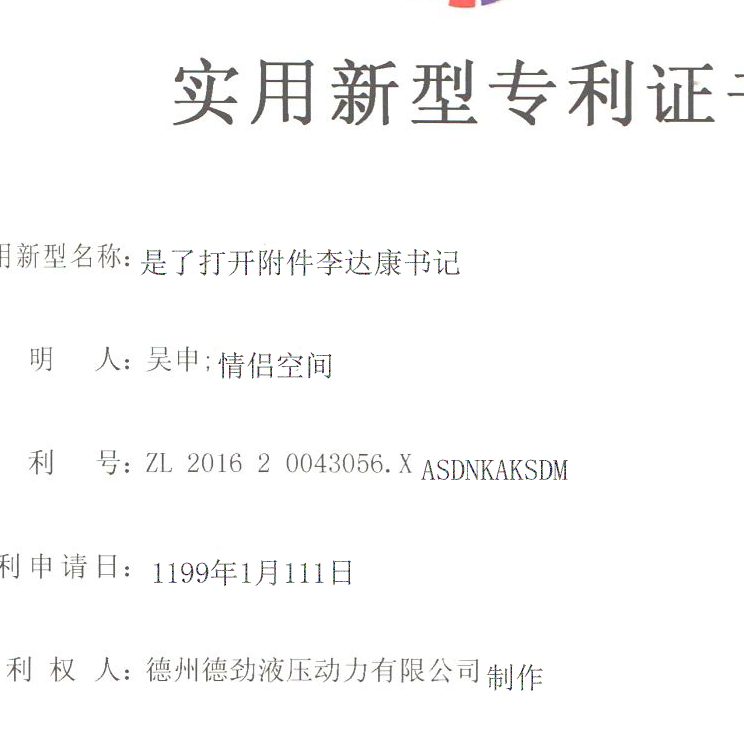 实用新型专利证
用新型名称：是了打开附件李达康书记
明 人：吴申;情侣空间
利 号：ZL 2016 2 0043056.X ASDNKAKSDM
利申请日：1199年1月111日
利 权 人：德州德劲液压动力有限公司制作